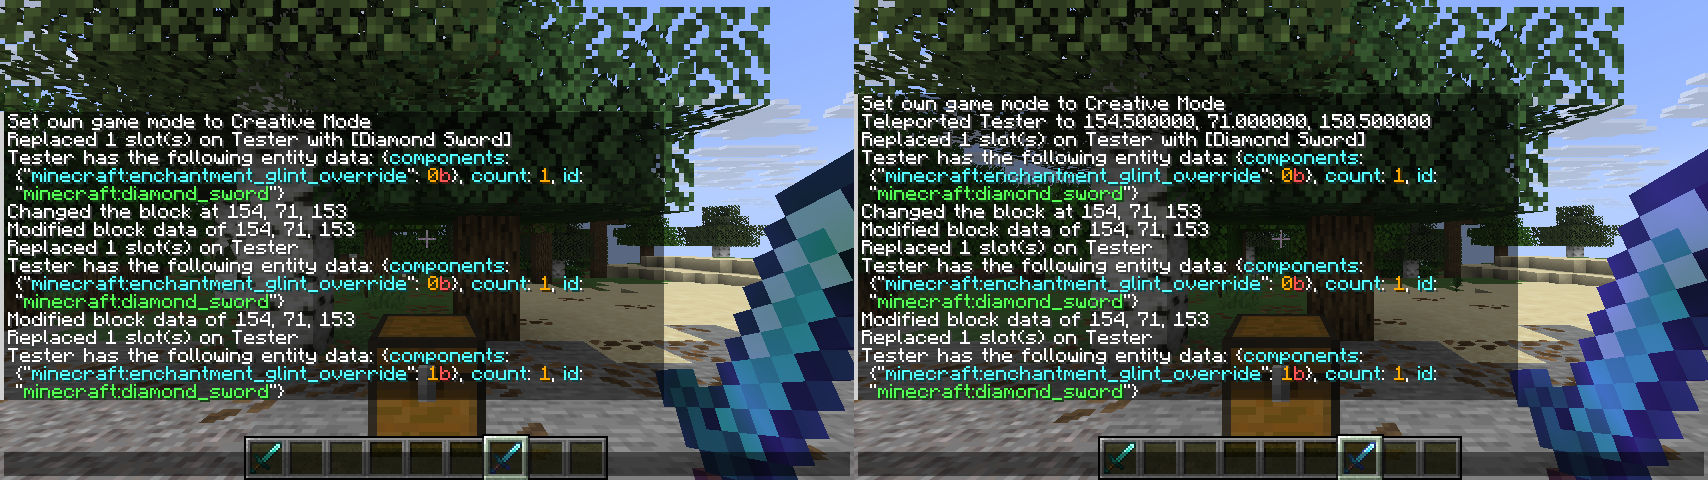 Set own game mode to Creative Mode
Replaced 1 slot(s) on Tester with [Diamond Sword]
Tester has the following entity data: {components:
{"minecraft:enchantment_glint_override": 0b}, count: 1, id:
"minecraft:diamond_sword"}
Changed the block at 154, 71, 153
Modified block data of 154, 71, 153
Replaced 1 slot(s) on Tester
Tester has the following entity data: {components:
{"minecraft:enchantment_glint_override": 0b}, count: 1, id:
"minecraft:diamond_sword"}
Modified block data of 154, 71, 153
Replaced 1 slot(s) on Tester
Tester has the following entity data: {components:
{"minecraft:enchantment_glint_override": 1b}, count: 1, id:
"minecraft:diamond_sword"}
Set own game mode to Creative Mode
Teleported Tester to 154.500000, 71.000000, 150.500000
Replaced 1 slot(s) on Tester with [Diamond Sword]
Tester has the following entity data: {components:
{"minecraft:enchantment_glint_override": 0b}, count: 1, id:
"minecraft:diamond_sword"}
Changed the block at 154, 71, 153
Modified block data of 154, 71, 153
Replaced 1 slot(s) on Tester
Tester has the following entity data: {components:
{"minecraft:enchantment_glint_override": 0b}, count: 1, id:
"minecraft:diamond_sword"}
Modified block data of 154, 71, 153
Replaced 1 slot(s) on Tester
Tester has the following entity data: {components:
{"minecraft:enchantment_glint_override": 1b}, count: 1, id:
"minecraft:diamond_sword"}